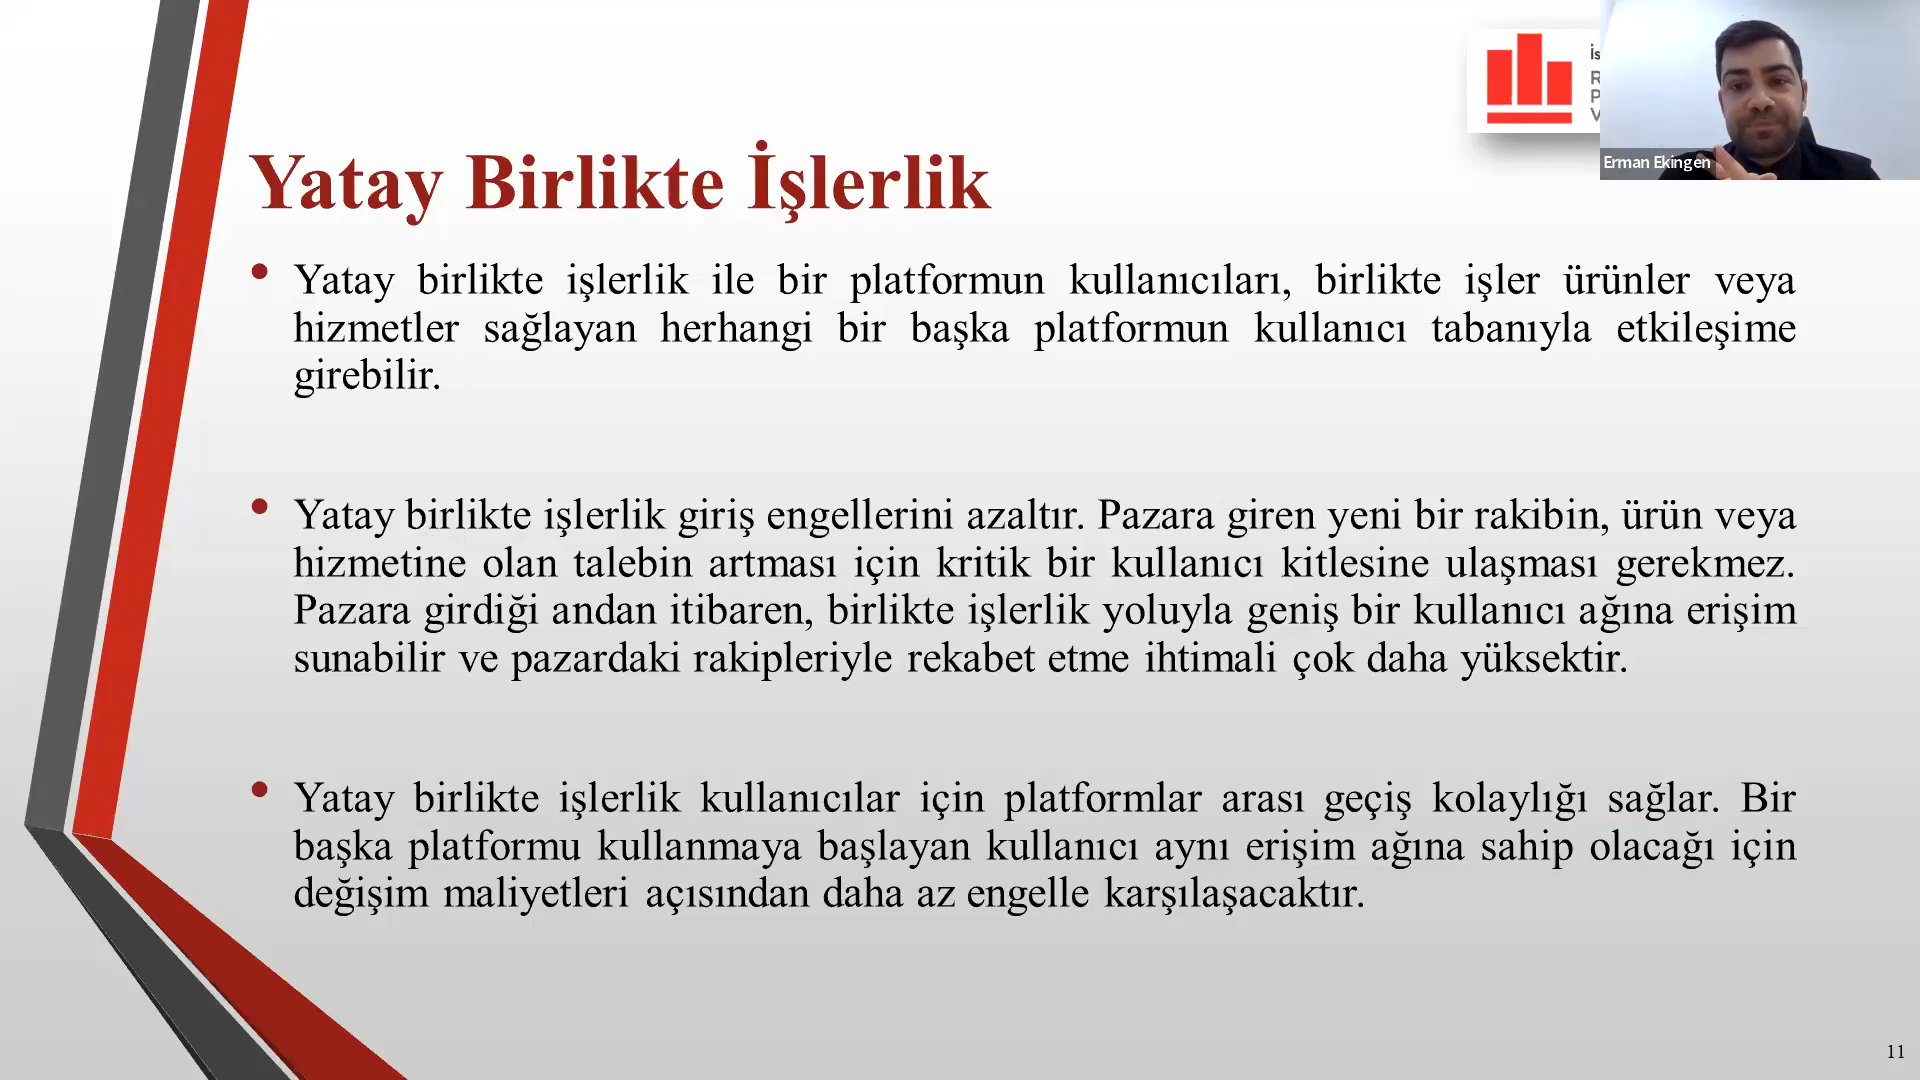 İs
R
P
V
Erman Ekingen
Yatay Birlikte İşlerlik
• Yatay birlikte işlerlik ile bir platformun kullanıcıları, birlikte işler ürünler veya
hizmetler sağlayan herhangi bir başka platformun kullanıcı tabanıyla etkileşime
girebilir.
• Yatay birlikte işlerlik giriş engellerini azaltır. Pazara giren yeni bir rakibin, ürün veya
hizmetine olan talebin artması için kritik bir kullanıcı kitlesine ulaşması gerekmez.
Pazara girdiği andan itibaren, birlikte işlerlik yoluyla geniş bir kullanıcı ağına erişim
sunabilir ve pazardaki rakipleriyle rekabet etme ihtimali çok daha yüksektir.
• Yatay birlikte işlerlik kullanıcılar için platformlar arası geçiş kolaylığı sağlar. Bir
başka platformu kullanmaya başlayan kullanıcı aynı erişim ağına sahip olacağı için
değişim maliyetleri açısından daha az engelle karşılaşacaktır.
11